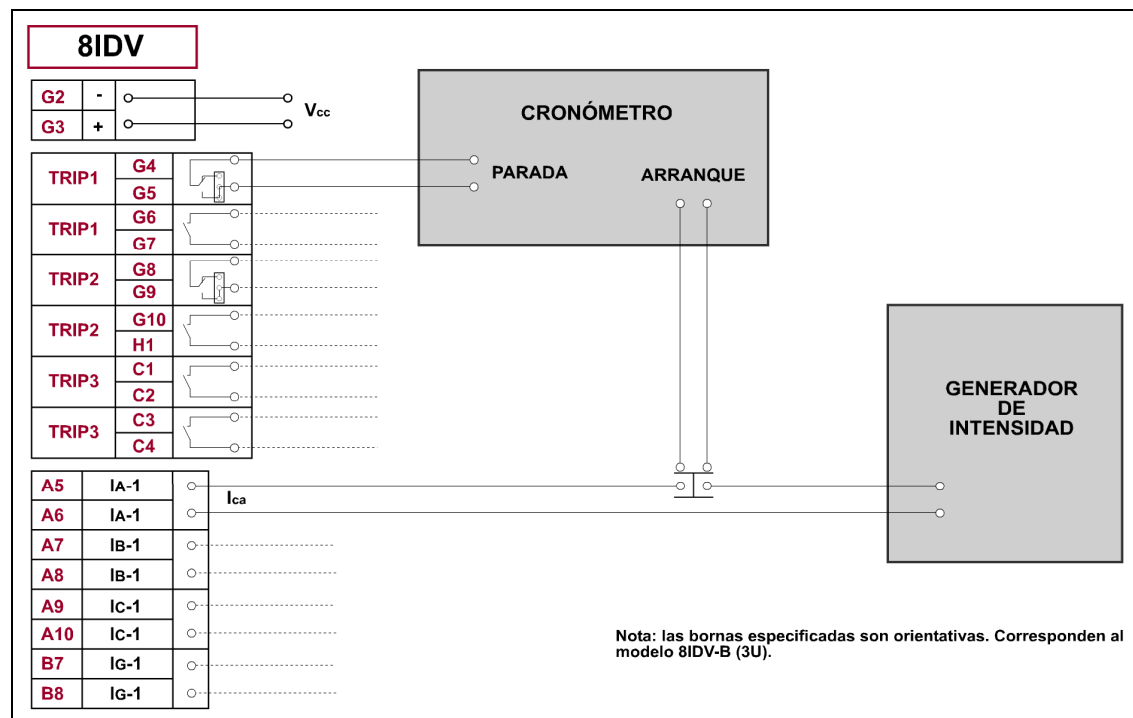 8IDV
G2 -
G3 +
Vcc
CRONÓMETRO
PARADA
ARRANQUE
TRIP1 G4
G5
TRIP1 G6
G7
TRIP2 G8
G9
TRIP2 G10
H1
TRIP3 C1
C2
TRIP3 C3
C4
GENERADOR
DE
INTENSIDAD
A5 IA-1
Ica
A6 IA-1
A7 IB-1
A8 IB-1
A9 IC-1
A10 IC-1
B7 IG-1
B8 IG-1
Nota: las bornas especificadas son orientativas. Corresponden al
modelo 8IDV-B (3U).